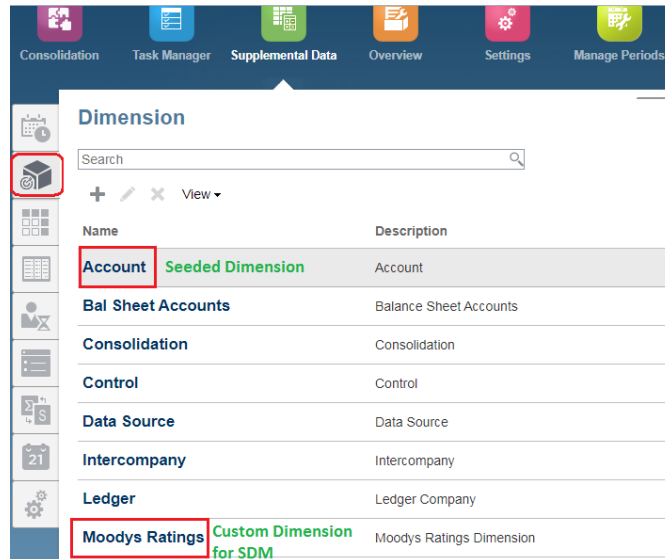 Consolidation Task Manager Supplemental Data Overview Settings Manage Periods
Dimension
Search
View
Name Description
Account Seeded Dimension Account
Bal Sheet Accounts Balance Sheet Accounts
Consolidation Consolidation
Control Control
Data Source Data Source
Intercompany Intercompany
21
Ledger Ledger Company
Moodys Ratings Custom Dimension Moodys Ratings Dimension
for SDM